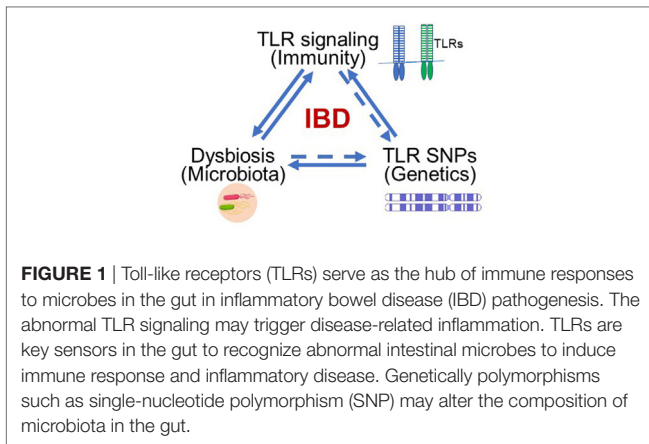 TLR signaling
(Immunity)
TLRs
IBD
Dysbiosis
(Microbiota)
TLR SNPs
(Genetics)
FIGURE 1 | Toll-like receptors (TLRs) serve as the hub of immune responses
to microbes in the gut in inflammatory bowel disease (IBD) pathogenesis. The
abnormal TLR signaling may trigger disease-related inflammation. TLRs are
key sensors in the gut to recognize abnormal intestinal microbes to induce
immune response and inflammatory disease. Genetically polymorphisms
such as single-nucleotide polymorphism (SNP) may alter the composition of
microbiota in the gut.